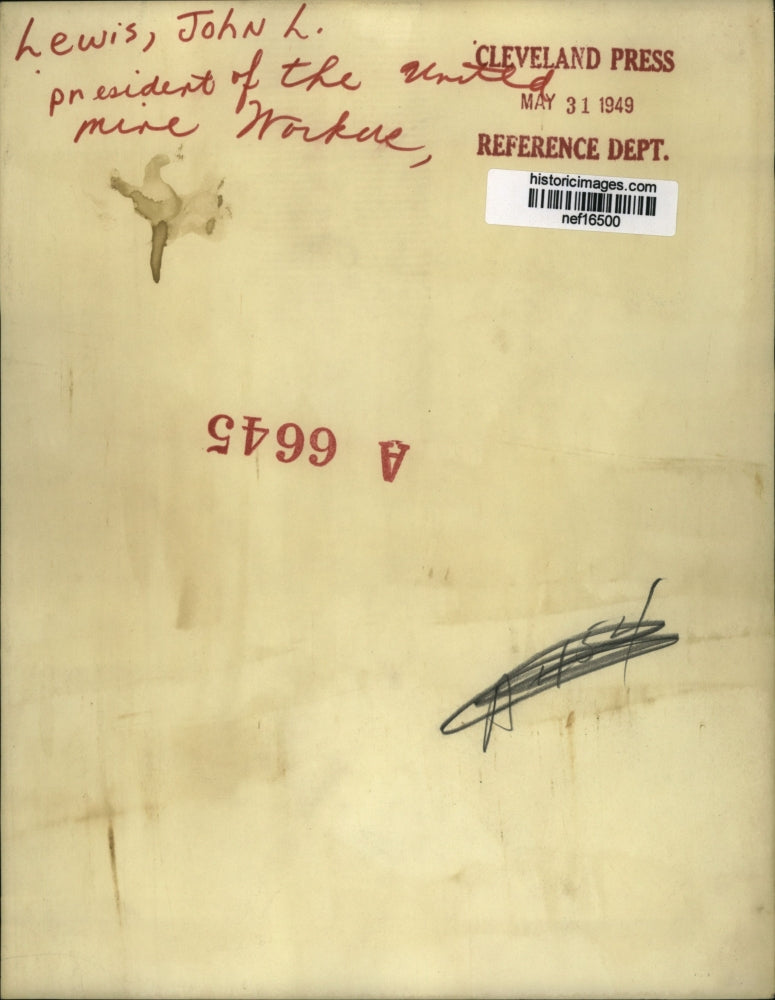 Lewis, John L.
president of the United
mine Workers,
CLEVELAND PRESS
MAY 31 1949
REFERENCE DEPT.
historicimages.com
nef16500
A 6645